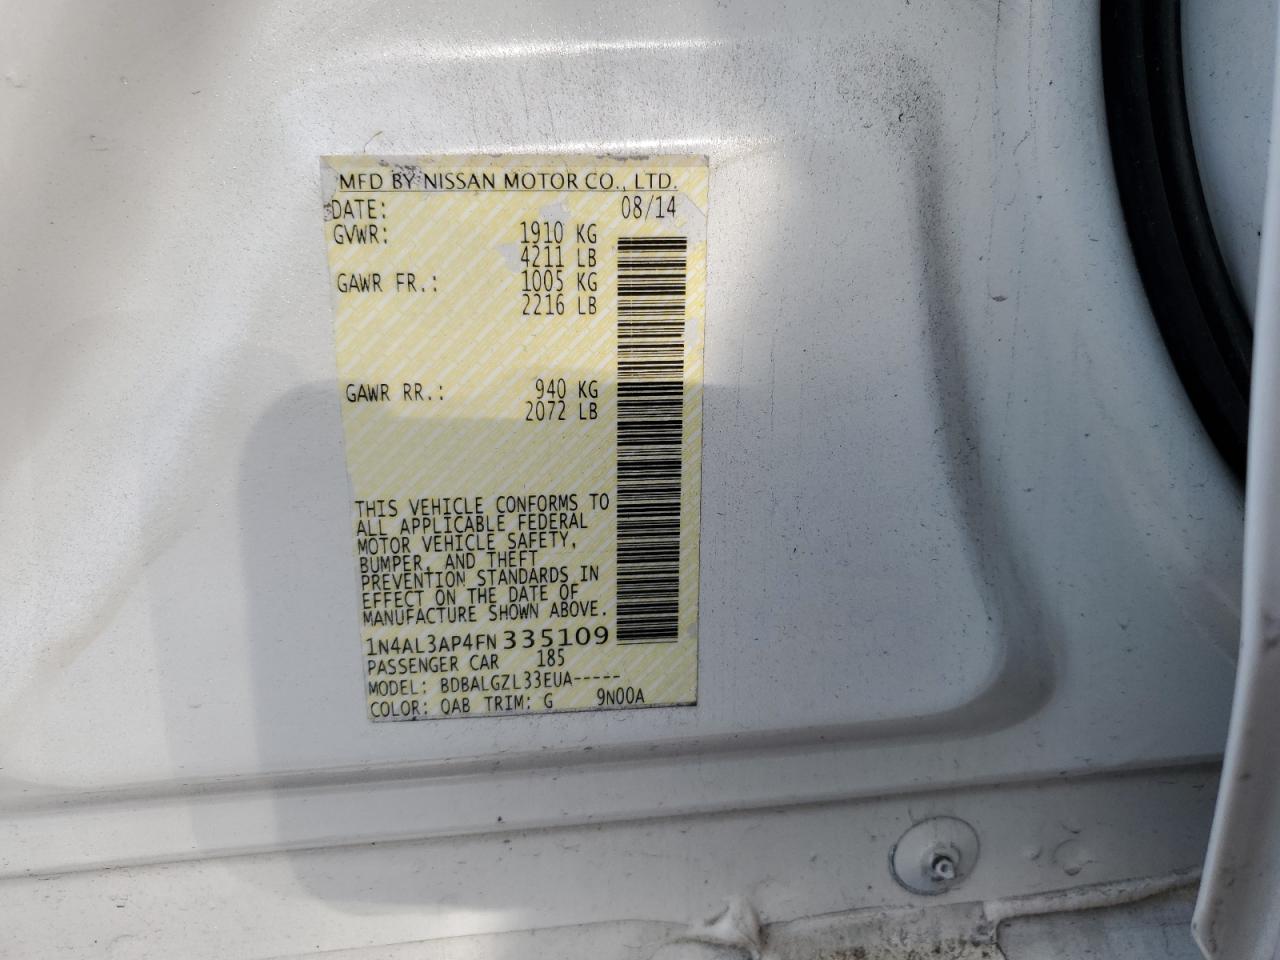 MFD BY NISSAN MOTOR CO., LTD.
DATE: 08/14
GVWR: 1910 KG
4211 LB
GAWR FR.: 1005 KG
2216 LB
GAWR RR.: 940 KG
2072 LB
THIS VEHICLE CONFORMS TO
ALL APPLICABLE FEDERAL
MOTOR VEHICLE SAFETY,
BUMPER, AND THEFT
PREVENTION STANDARDS IN
EFFECT ON THE DATE OF
MANUFACTURE SHOWN ABOVE.
1N4AL3AP4FN335109
PASSENGER CAR 185
MODEL: BDBALGZL33EUA-----
COLOR: QAB TRIM: G 9N00A